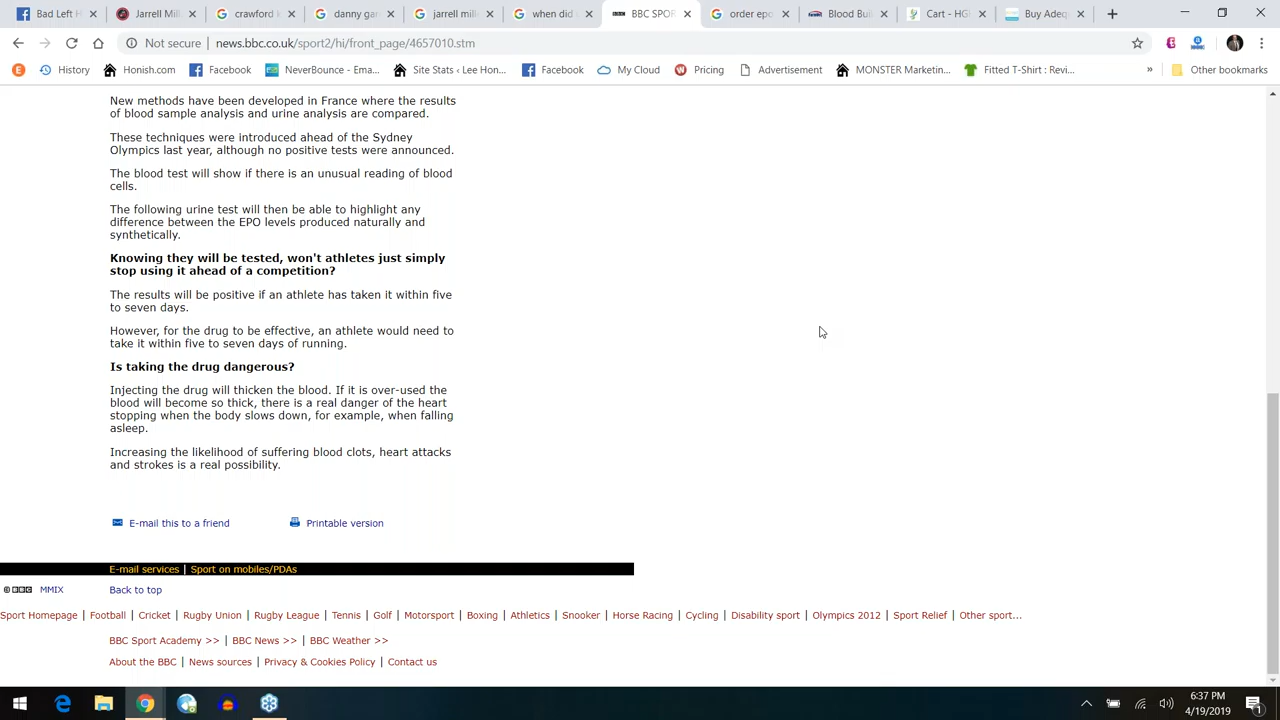 Bad Left H
Jarrell Mill
crawford v
danny gar
jarrell mille
when did j
BBC SPOR
order epo
Blood Buil
Cart - HGH
Buy Adeq
Not secure | news.bbc.co.uk/sport2/hi/front_page/4657010.stm
History
Honish.com
Facebook
NeverBounce - Ema...
Site Stats ‹ Lee Hon...
Facebook
My Cloud
Pricing
Advertisement
MONSTER Marketin...
Fitted T-Shirt : Revi...
»
Other bookmarks
New methods have been developed in France where the results
of blood sample analysis and urine analysis are compared.
These techniques were introduced ahead of the Sydney
Olympics last year, although no positive tests were announced.
The blood test will show if there is an unusual reading of blood
cells.
The following urine test will then be able to highlight any
difference between the EPO levels produced naturally and
synthetically.
Knowing they will be tested, won't athletes just simply
stop using it ahead of a competition?
The results will be positive if an athlete has taken it within five
to seven days.
However, for the drug to be effective, an athlete would need to
take it within five to seven days of running.
Is taking the drug dangerous?
Injecting the drug will thicken the blood. If it is over-used the
blood will become so thick, there is a real danger of the heart
stopping when the body slows down, for example, when falling
asleep.
Increasing the likelihood of suffering blood clots, heart attacks
and strokes is a real possibility.
E-mail this to a friend
Printable version
E-mail services | Sport on mobiles/PDAs
© BBC MMIX
Back to top
Sport Homepage | Football | Cricket | Rugby Union | Rugby League | Tennis | Golf | Motorsport | Boxing | Athletics | Snooker | Horse Racing | Cycling | Disability sport | Olympics 2012 | Sport Relief | Other sport...
BBC Sport Academy >> | BBC News >> | BBC Weather >>
About the BBC | News sources | Privacy & Cookies Policy | Contact us
6:37 PM
4/19/2019
1